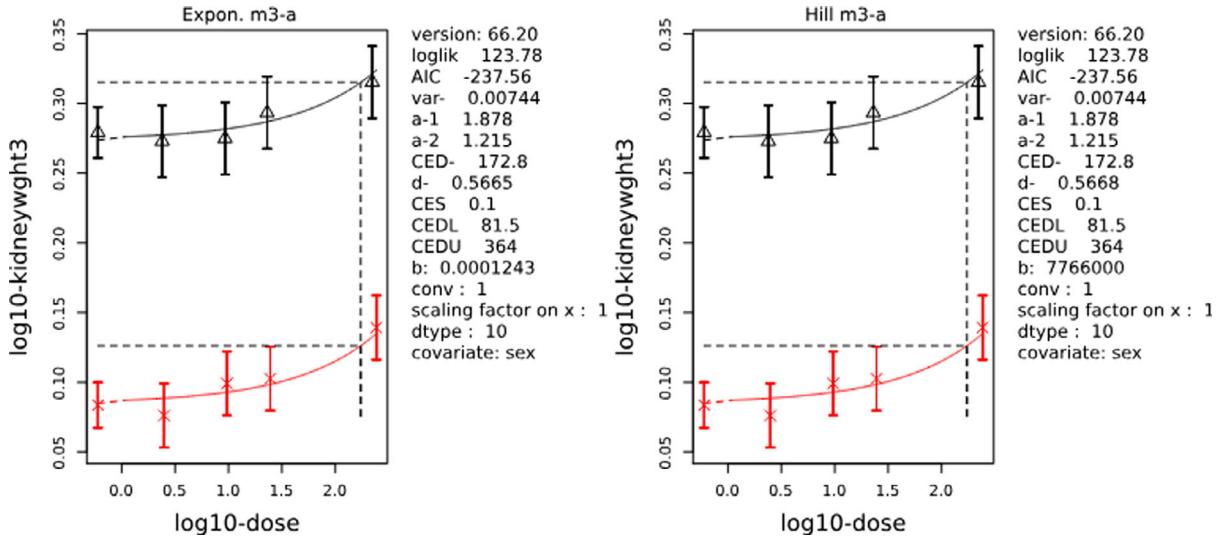 Expon. m3-a
0.05 0.10 0.15 0.20 0.25 0.30 0.35
log10-kidneywght3
0.0 0.5 1.0 1.5 2.0
log10-dose
version: 66.20
loglik 123.78
AIC -237.56
var- 0.00744
a-1 1.878
a-2 1.215
CED- 172.8
d- 0.5665
CES 0.1
CEDL 81.5
CEDU 364
b: 0.0001243
conv : 1
scaling factor on x : 1
dtype : 10
covariate: sex
Hill m3-a
0.05 0.10 0.15 0.20 0.25 0.30 0.35
log10-kidneywght3
0.0 0.5 1.0 1.5 2.0
log10-dose
version: 66.20
loglik 123.78
AIC -237.56
var- 0.00744
a-1 1.878
a-2 1.215
CED- 172.8
d- 0.5668
CES 0.1
CEDL 81.5
CEDU 364
b: 7766000
conv : 1
scaling factor on x : 1
dtype : 10
covariate: sex